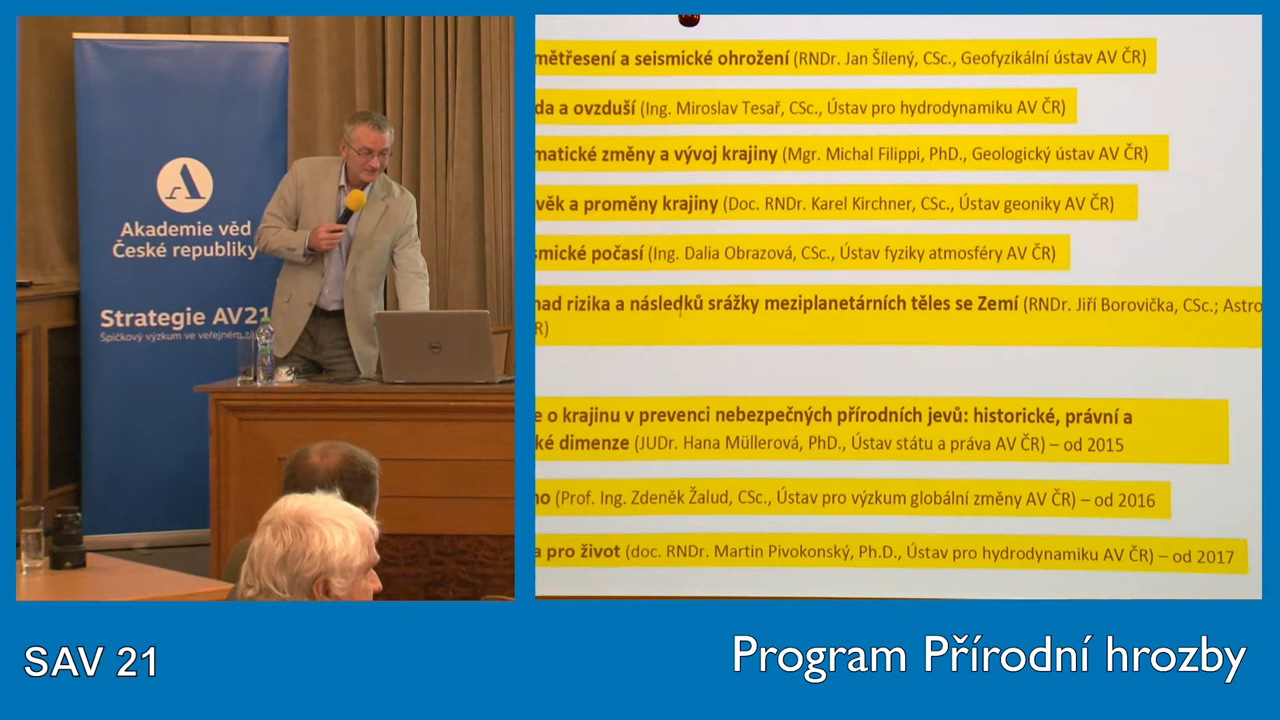 Akademie věd
České republiky
Strategie AV21
Špičkový výzkum ve veřejném
mětřesení a seismické ohrožení (RNDr. Jan Šílený, CSc., Geofyzikální ústav AV ČR)
da a ovzduší (Ing. Miroslav Tesař, CSc., Ústav pro hydrodynamiku AV ČR)
matické změny a vývoj krajiny (Mgr. Michal Filippi, PhD., Geologický ústav AV ČR)
věk a proměny krajiny (Doc. RNDr. Karel Kirchner, CSc., Ústav geoniky AV ČR)
smické počasí (Ing. Dalia Obrazová, CSc., Ústav fyziky atmosféry AV ČR)
nad rizika a následků srážky meziplanetárních těles se Zemí (RNDr. Jiří Borovička, CSc.; Astro
R)
e o krajinu v prevenci nebezpečných přírodních jevů: historické, právní a
ké dimenze (JUDr. Hana Müllerová, PhD., Ústav státu a práva AV ČR) – od 2015
no (Prof. Ing. Zdeněk Žalud, CSc., Ústav pro výzkum globální změny AV ČR) – od 2016
a pro život (doc. RNDr. Martin Pivokonský, Ph.D., Ústav pro hydrodynamiku AV ČR) – od 2017
SAV 21
Program Přírodní hrozby